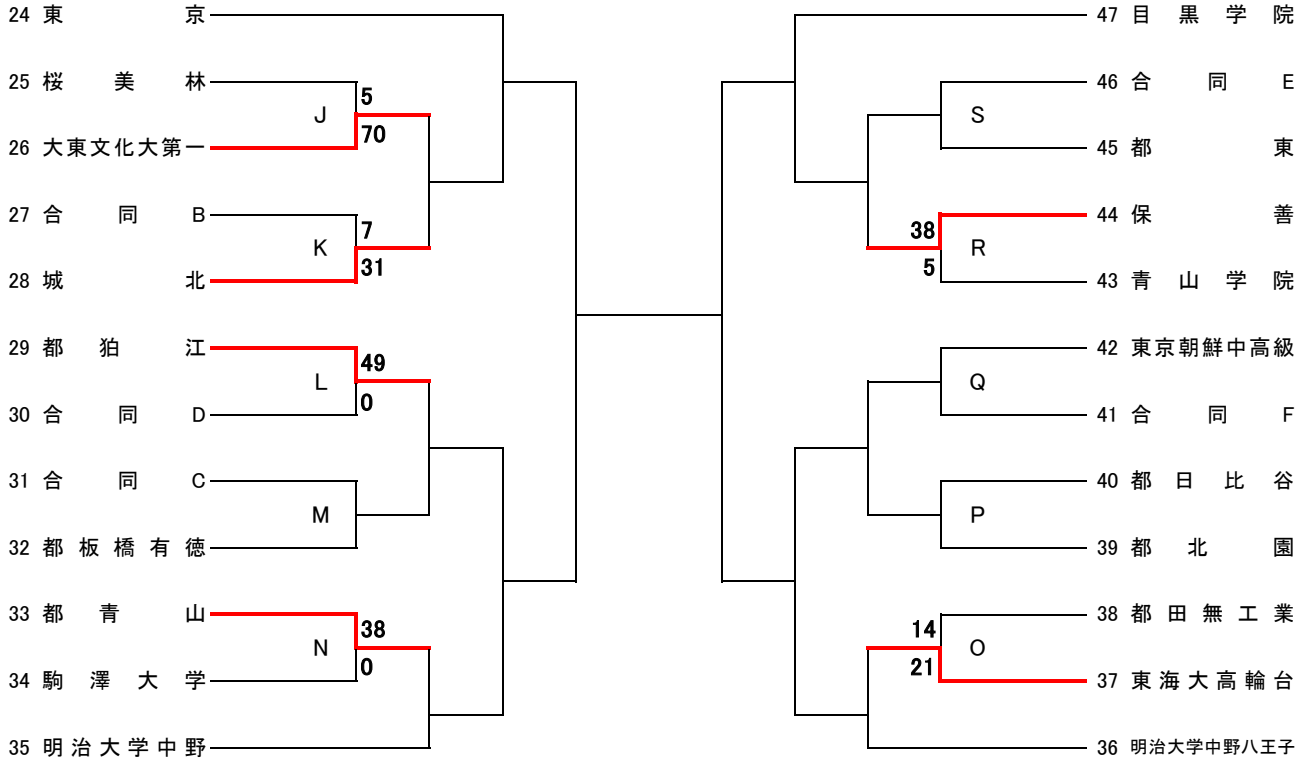 24 東京
25 桜美林
5
J
70
26 大東文化大第一
27 合同B
7
K
31
28 城北
29 都狛江
49
L
0
30 合同D
31 合同C
M
32 都板橋有徳
33 都青山
38
N
0
34 駒澤大学
35 明治大学中野
47 目黒学院
46 合同E
S
45 都東
44 保善
38
R
5
43 青山学院
42 東京朝鮮中高級
Q
41 合同F
40 都日比谷
P
39 都北園
38 都田無工業
14
O
21
37 東海大高輪台
36 明治大学中野八王子